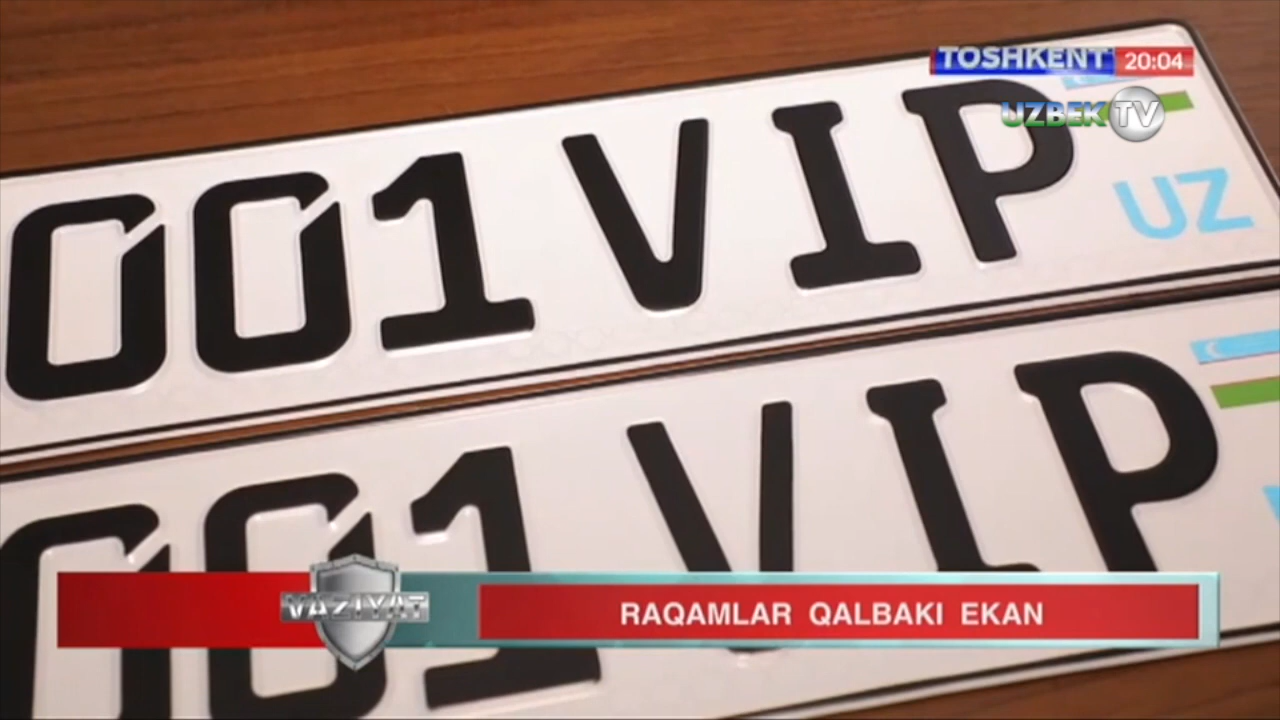 TOSHKENT 20:04
UZBEK TV
001VIP
UZ
001VIP
VAZIYAT
RAQAMLAR QALBAKI EKAN